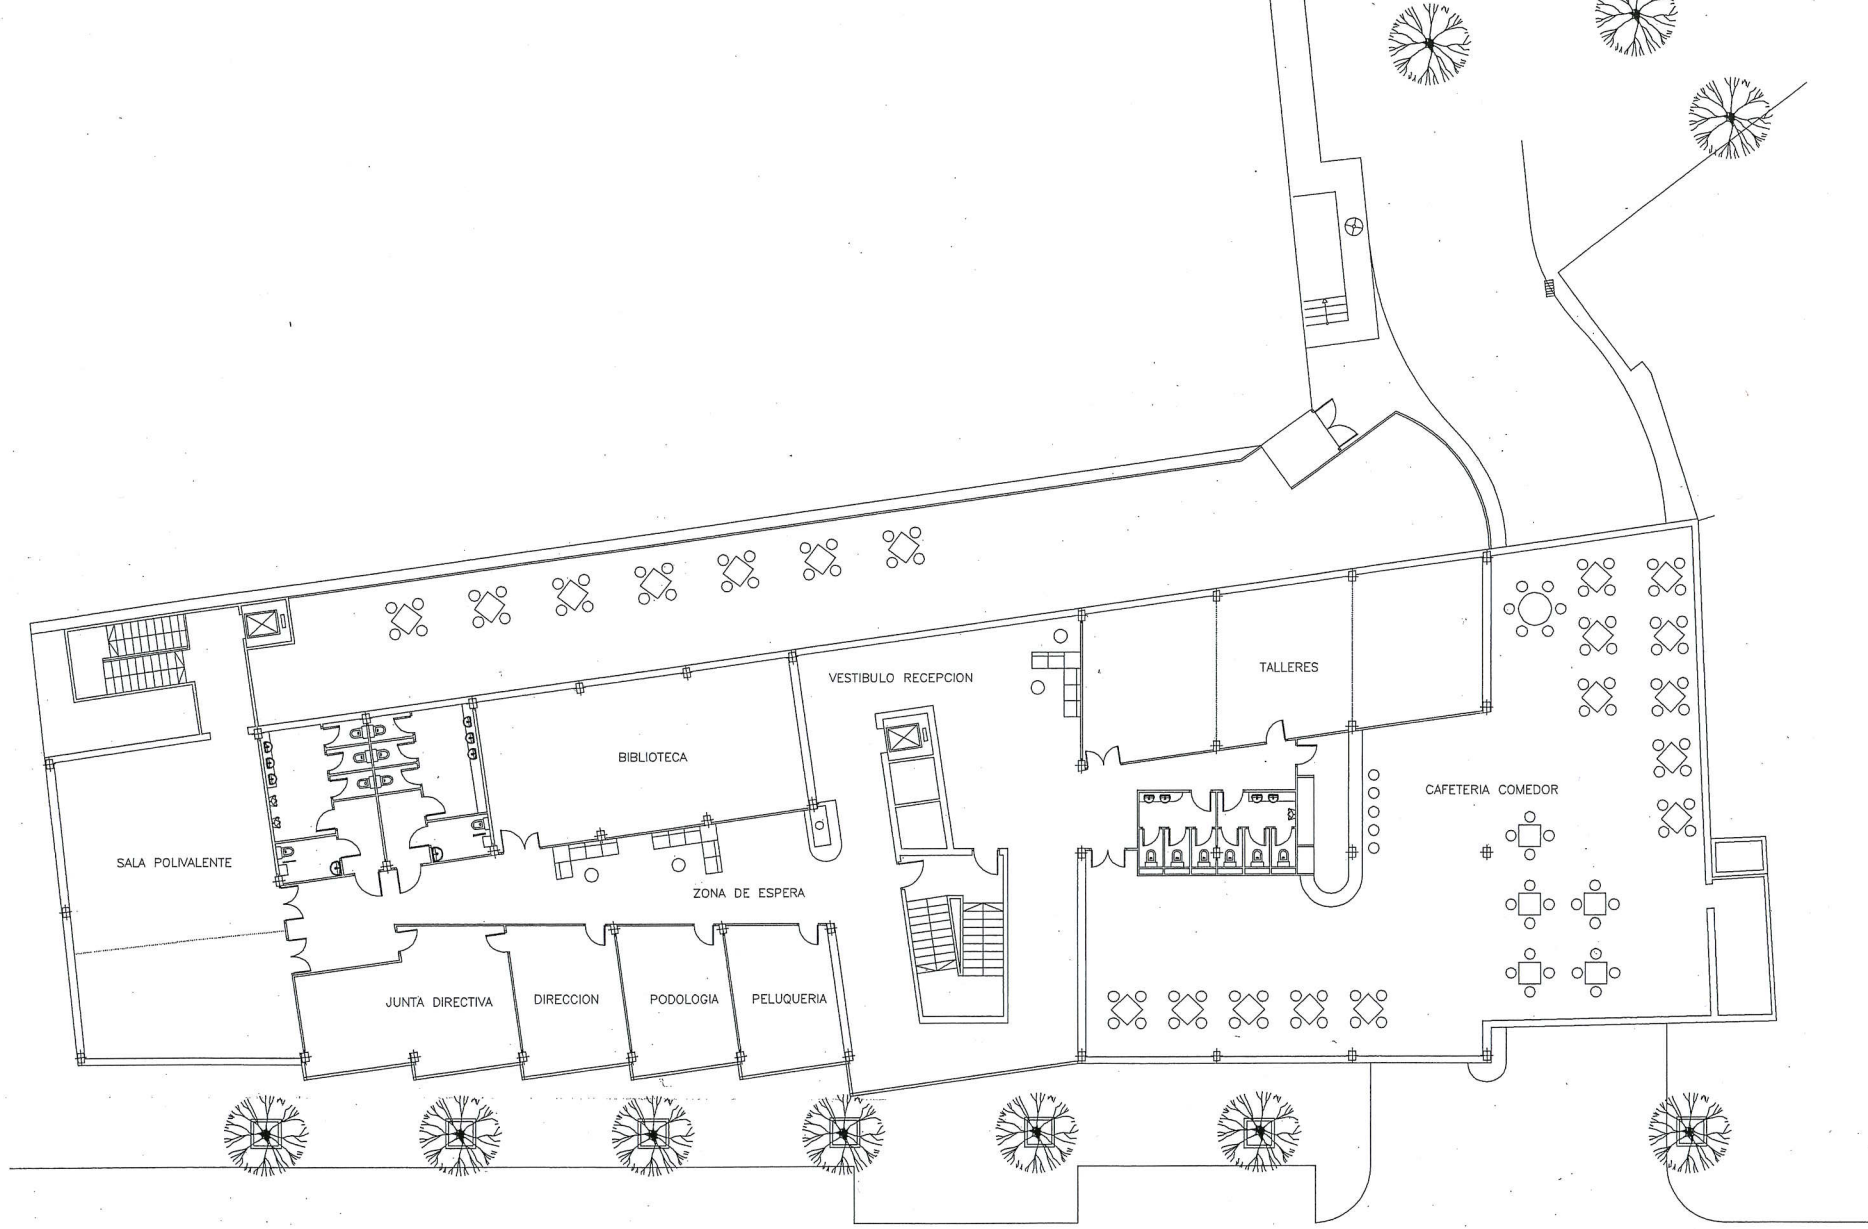 TALLERES
VESTIBULO RECEPCION
BIBLIOTECA
CAFETERIA COMEDOR
SALA POLIVALENTE
ZONA DE ESPERA
JUNTA DIRECTIVA
DIRECCION
PODOLOGIA
PELUQUERIA